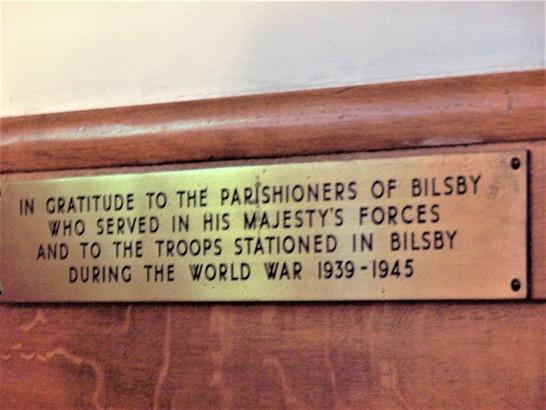 IN GRATITUDE TO THE PARISHIONERS OF BILSBY
WHO SERVED IN HIS MAJESTY'S FORCES
AND TO THE TROOPS STATIONED IN BILSBY
DURING THE WORLD WAR 1939-1945